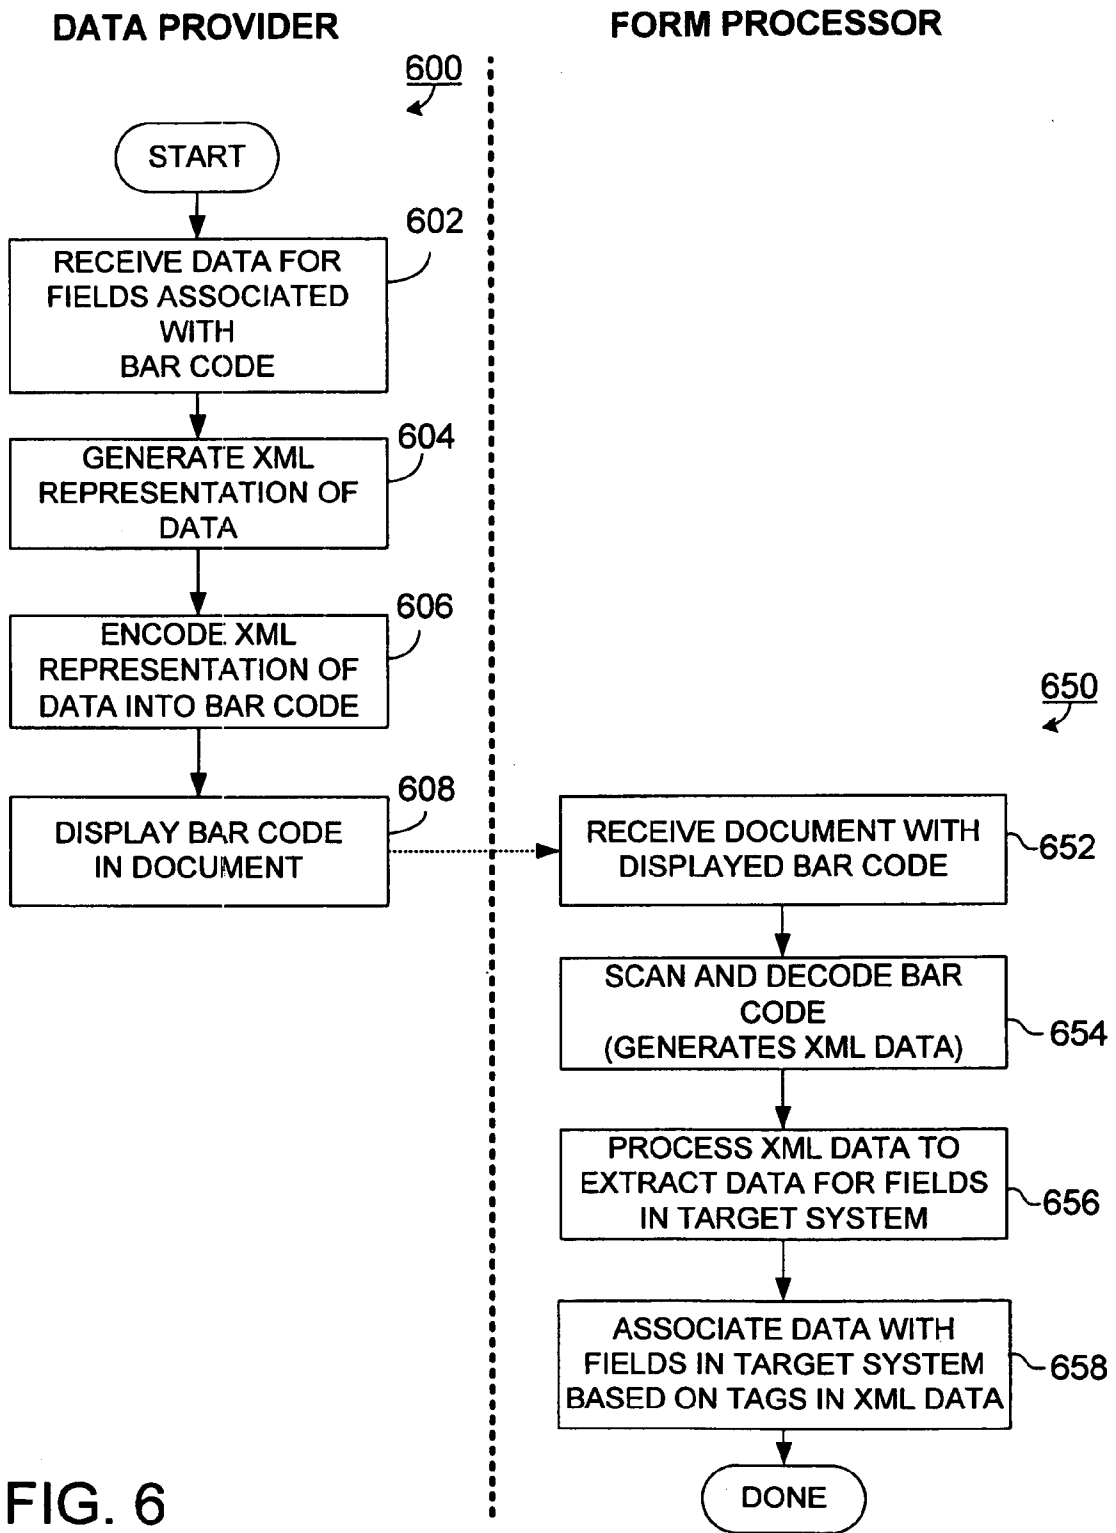 DATA PROVIDER
FORM PROCESSOR
600
START
602
RECEIVE DATA FOR
FIELDS ASSOCIATED
WITH
BAR CODE
604
GENERATE XML
REPRESENTATION OF
DATA
606
ENCODE XML
REPRESENTATION OF
DATA INTO BAR CODE
608
DISPLAY BAR CODE
IN DOCUMENT
650
RECEIVE DOCUMENT WITH
DISPLAYED BAR CODE
652
SCAN AND DECODE BAR
CODE
(GENERATES XML DATA)
654
PROCESS XML DATA TO
EXTRACT DATA FOR FIELDS
IN TARGET SYSTEM
656
ASSOCIATE DATA WITH
FIELDS IN TARGET SYSTEM
BASED ON TAGS IN XML DATA
658
DONE
FIG. 6